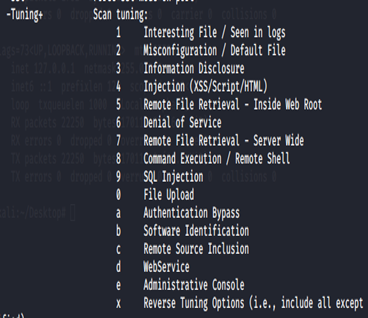 -Tuning+ Scan tuning:
1 Interesting File / Seen in logs
2 Misconfiguration / Default File
3 Information Disclosure
4 Injection (XSS/Script/HTML)
5 Remote File Retrieval - Inside Web Root
6 Denial of Service
7 Remote File Retrieval - Server Wide
8 Command Execution / Remote Shell
9 SQL Injection
0 File Upload
a Authentication Bypass
b Software Identification
c Remote Source Inclusion
d WebService
e Administrative Console
x Reverse Tuning Options (i.e., include all except